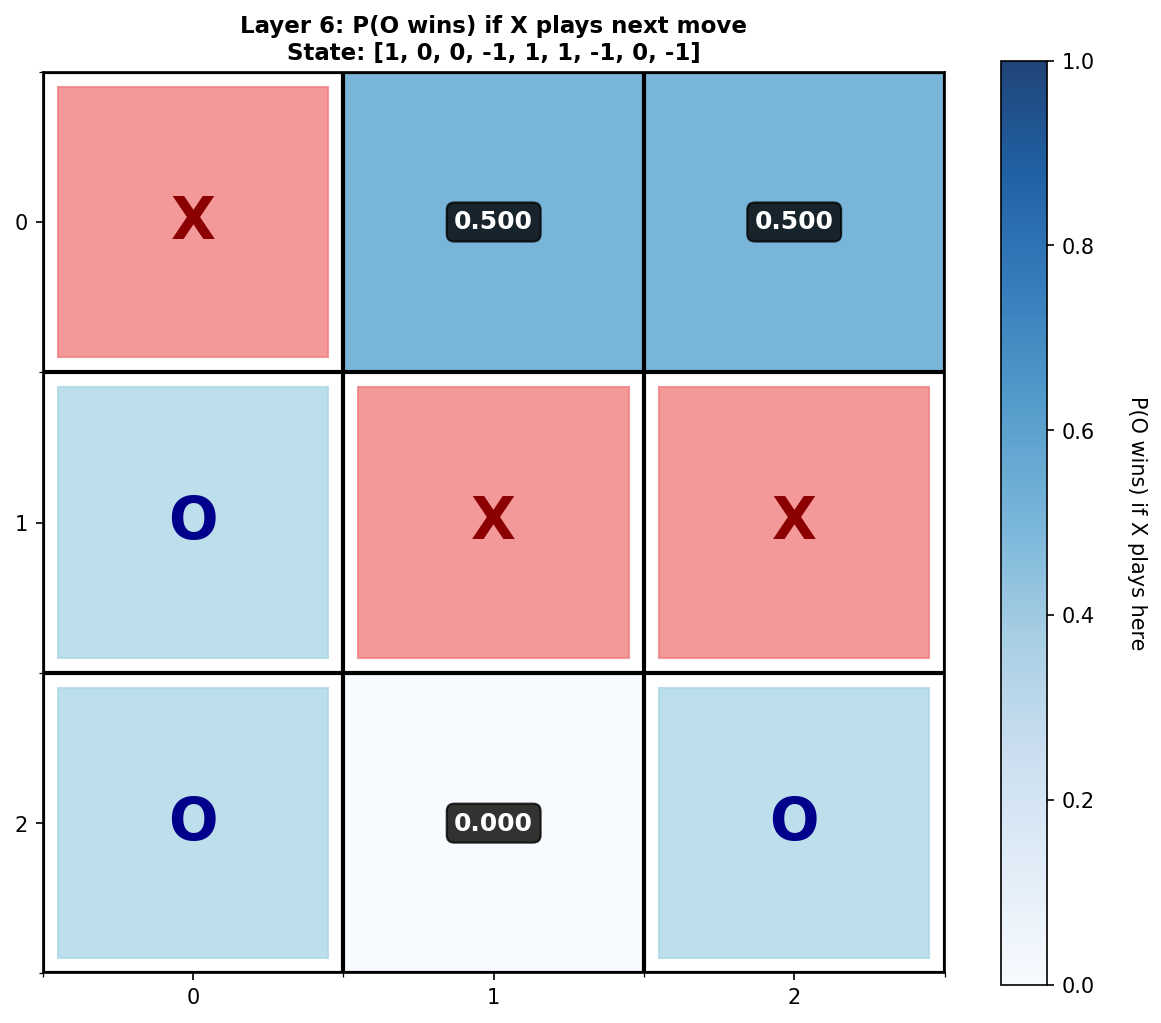 Layer 6: P(O wins) if X plays next move
State: [1, 0, 0, -1, 1, 1, -1, 0, -1]
0
X
0.500
0.500
1
O
X
X
2
O
0.000
O
0
1
2
1.0
0.8
0.6
0.4
0.2
0.0
P(O wins) if X plays here